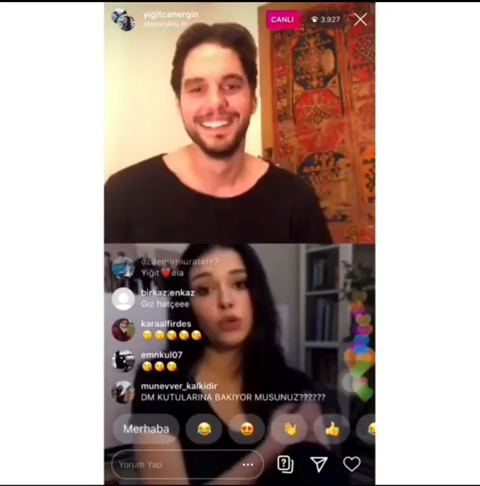 yigitcanergin
CANLI
3.927
özdemirmuratefe7
Yiğit❤️ela
birkaz.enkaz
Gız hatçeee
karaalfirdes
emnkul07
munevver_kalkidir
DM KUTULARINA BAKIYOR MUSUNUZ??????
Merhaba
Yorum Yap